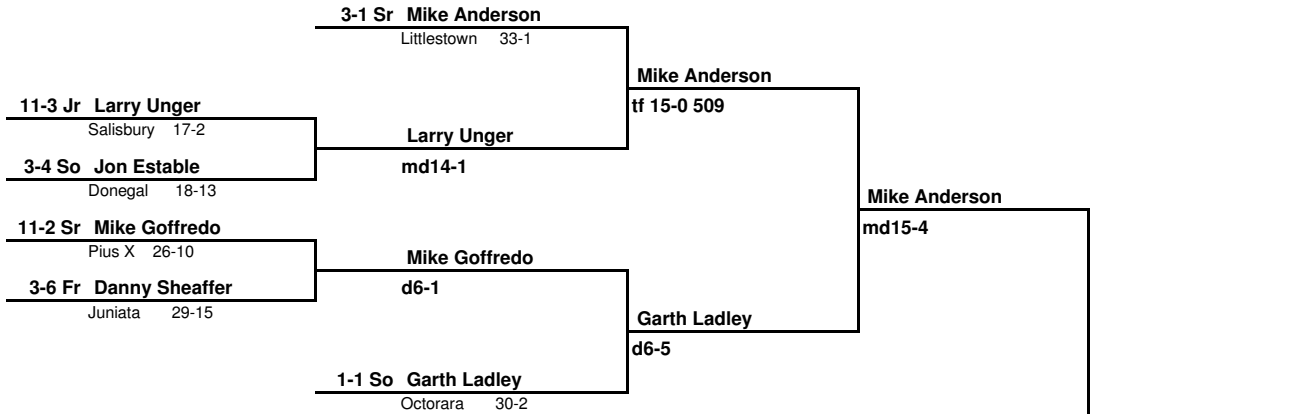 3-1 Sr Mike Anderson
Littlestown 33-1
Mike Anderson
11-3 Jr Larry Unger
tf 15-0 509
Salisbury 17-2
Larry Unger
3-4 So Jon Estable
md14-1
Donegal 18-13
Mike Anderson
11-2 Sr Mike Goffredo
md15-4
Pius X 26-10
Mike Goffredo
3-6 Fr Danny Sheaffer
d6-1
Juniata 29-15
Garth Ladley
d6-5
1-1 So Garth Ladley
Octorara 30-2